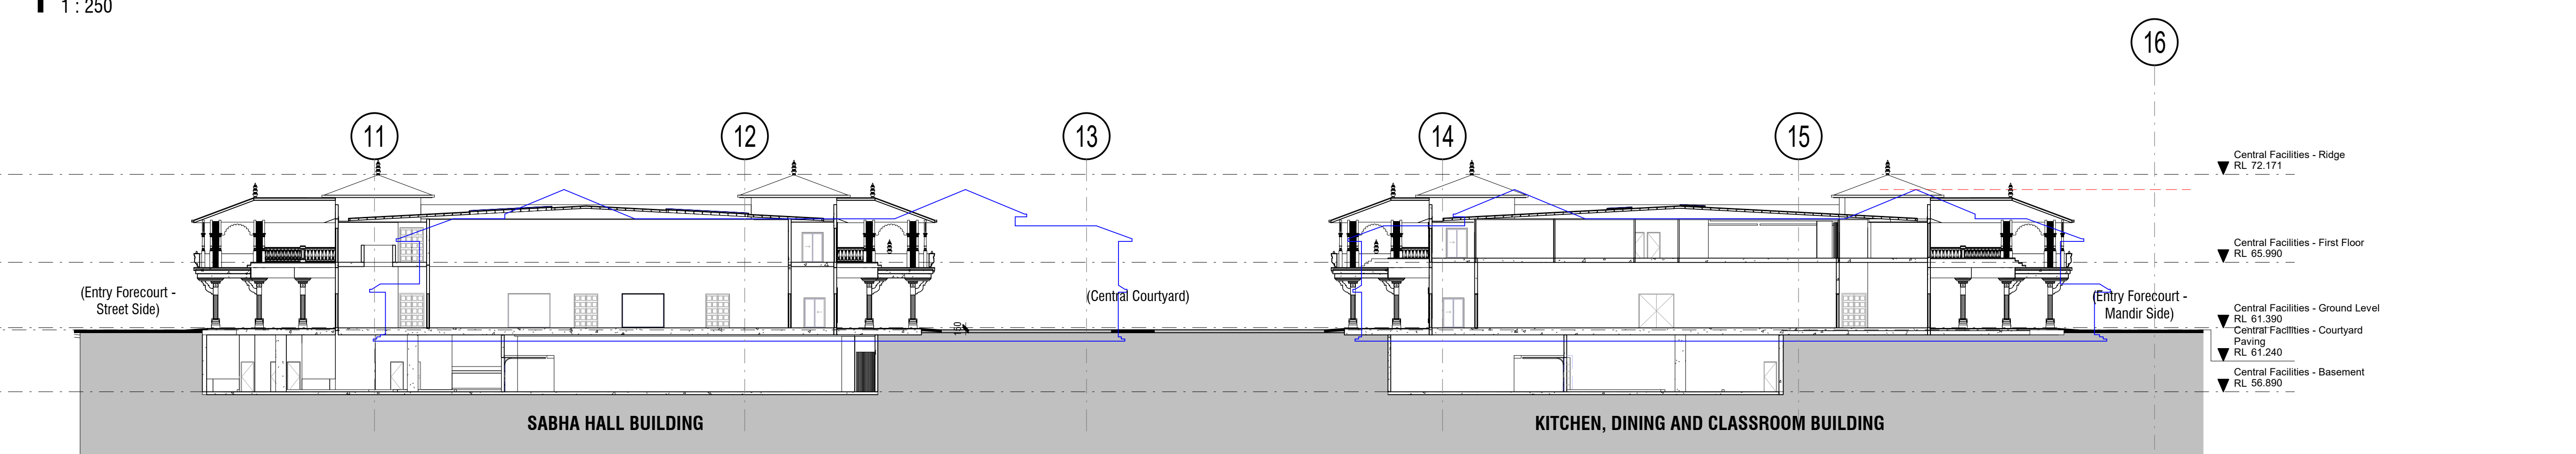 1 : 250
16
11
12
13
14
15
Central Facilities - Ridge
RL 72.171
Central Facilities - First Floor
RL 65.990
(Entry Forecourt -
Street Side)
(Central Courtyard)
(Entry Forecourt -
Mandir Side)
Central Facilities - Ground Level
RL 61.390
Central Facilities - Courtyard
Paving
RL 61.240
150
Central Facilities - Basement
RL 56.890
SABHA HALL BUILDING
KITCHEN, DINING AND CLASSROOM BUILDING